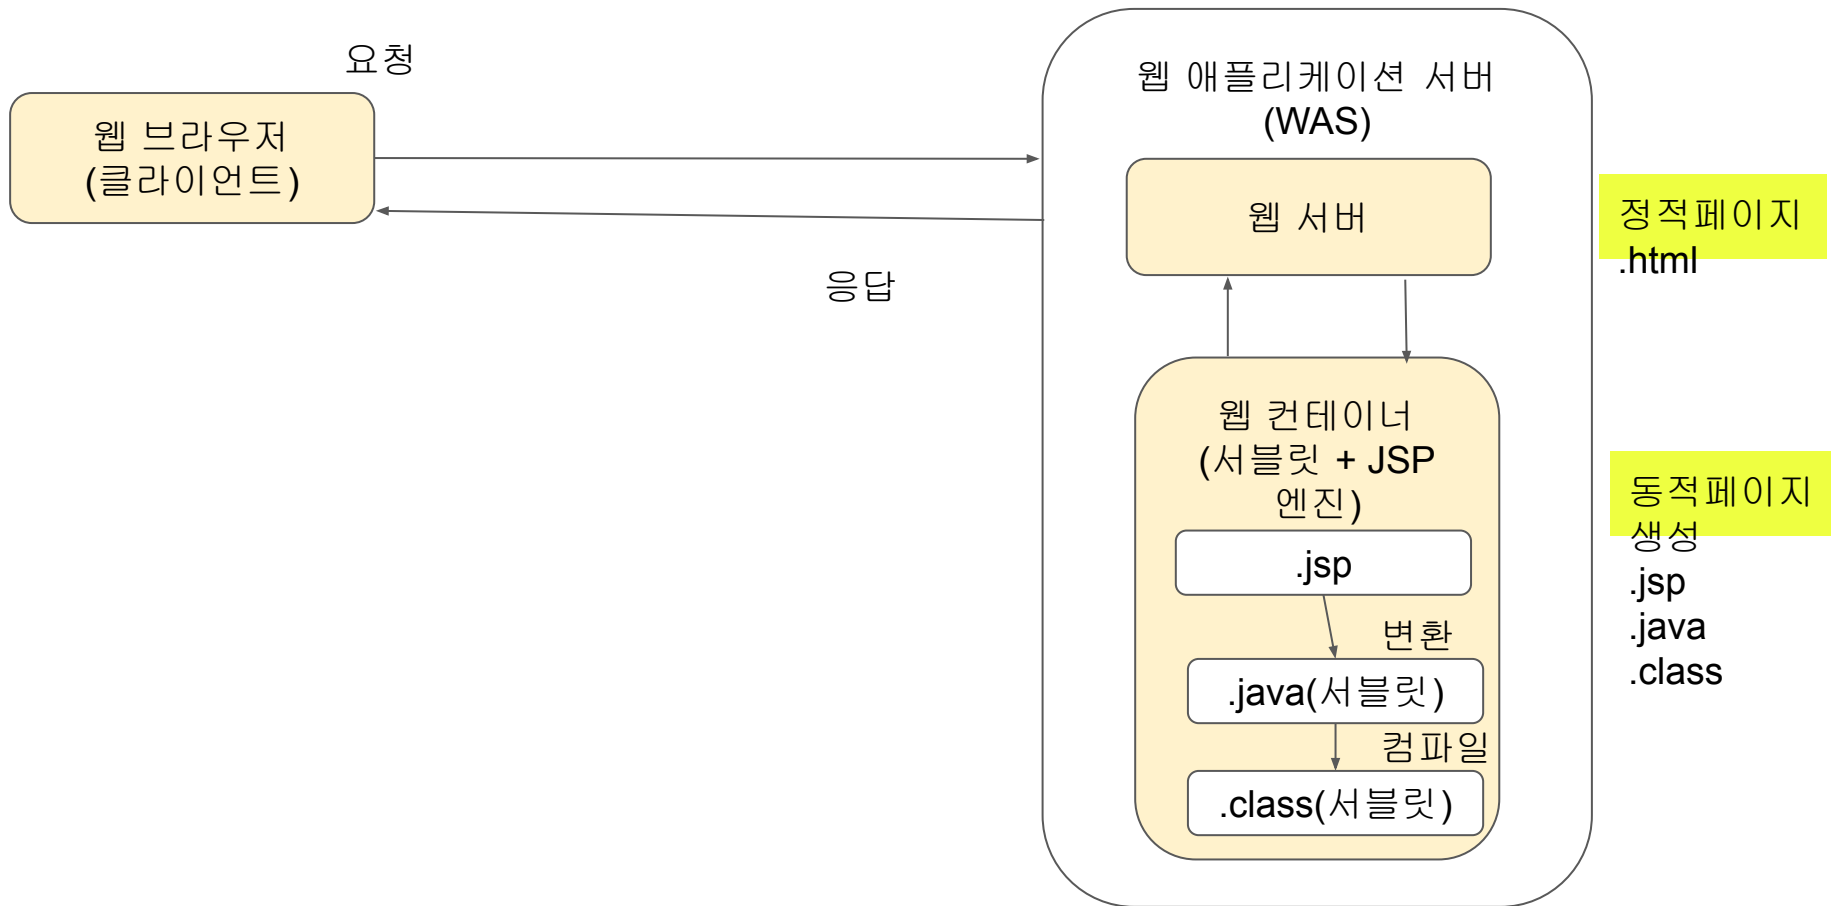 요청
웹 브라우저
(클라이언트)
응답
웹 애플리케이션 서버
(WAS)
웹 서버
정적페이지
.html
웹 컨테이너
(서블릿 + JSP
엔진)
.jsp
변환
.java(서블릿)
컴파일
.class(서블릿)
동적페이지
생성
.jsp
.java
.class